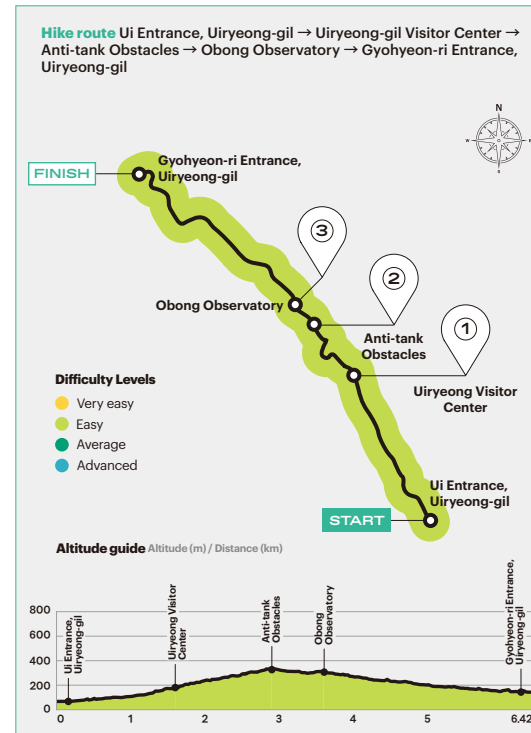 Hike route Ui Entrance, Uiryeong-gil → Uiryeong-gil Visitor Center →
Anti-tank Obstacles → Obong Observatory → Gyohyeon-ri Entrance,
Uiryeong-gil
N
W
E
S
FINISH
Gyohyeon-ri Entrance,
Uiryeong-gil
3
2
Obong Observatory
1
Anti-tank
Obstacles
Uiryeong Visitor
Center
Difficulty Levels
Very easy
Easy
Average
Advanced
Ui Entrance,
Uiryeong-gil
START
Altitude guide Altitude (m) / Distance (km)
800
600
400
200
0
Ui Entrance,
Uiryeong-gil
Uiryeong Visitor
Center
Anti-tank
Obstacles
Obong
Observatory
Gyohyeon-ri Entrance,
Uiryeong-gil
0 1 2 3 4 5 6.42